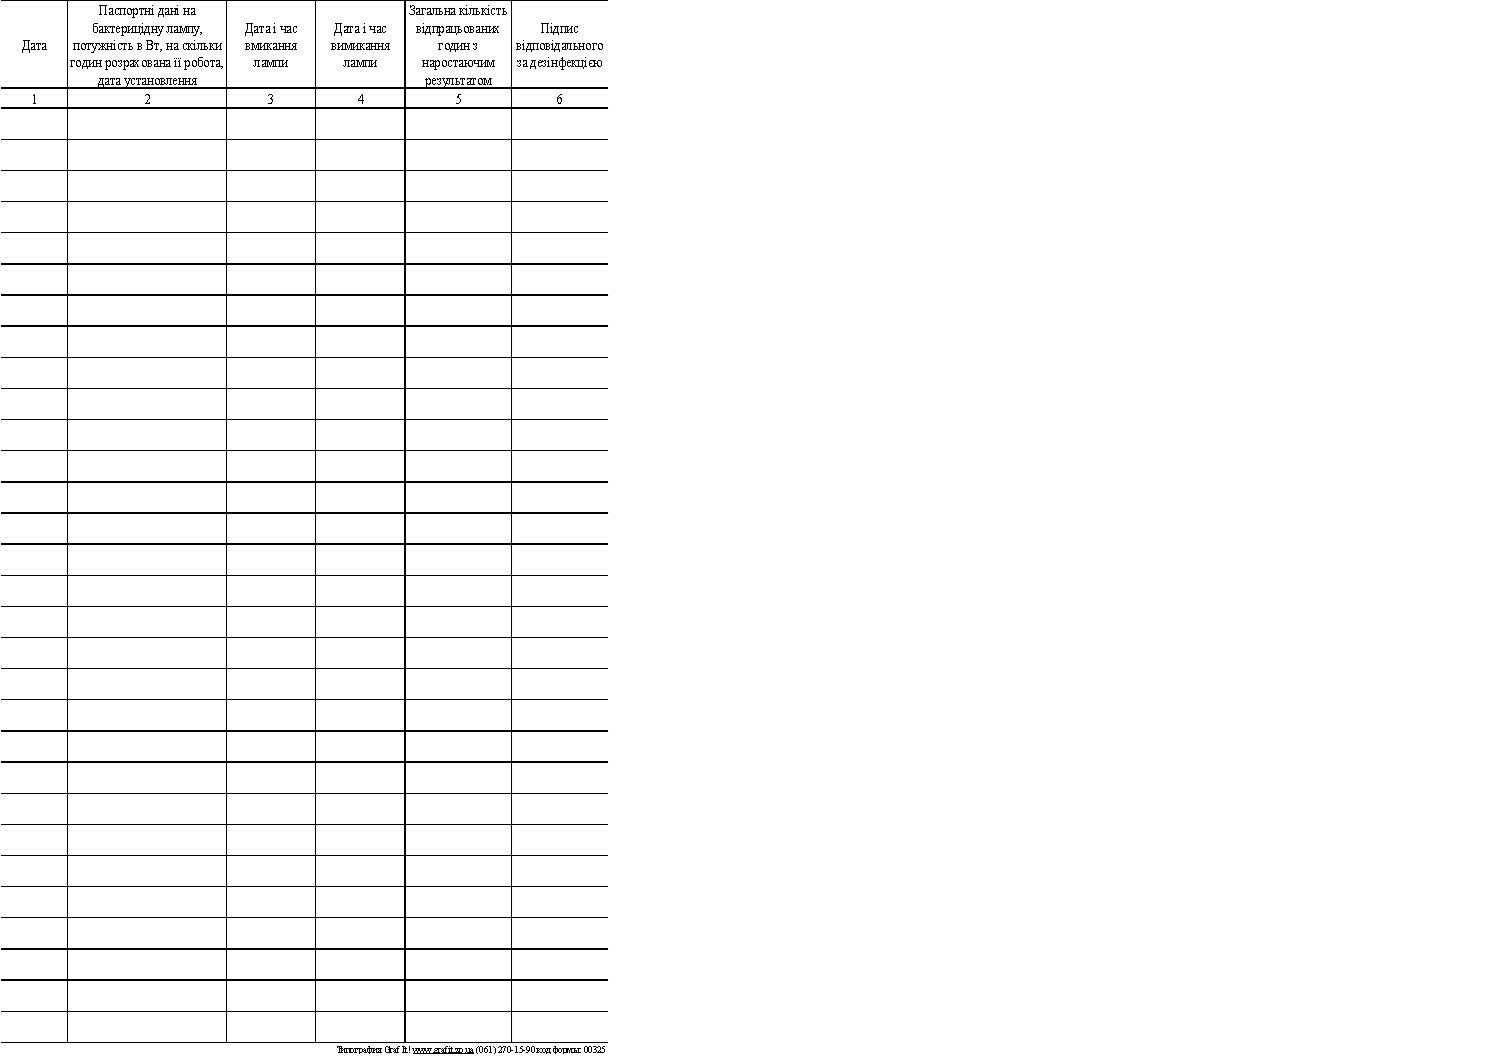 Дата
Паспортні дані на
бактерицідну лампу,
потужність в Вт, на скільки
годин розрахована її робота,
дата установлення
Дата і час
вмикання
лампи
Дата і час
вимикання
лампи
Загальна кількість
відпрацьованих
годин з
наростаючим
результатом
Підпис
відповідального
за дезінфекцією
1 2 3 4 5 6
Типография Graf It! www.grafit.zp.ua (061) 270-15-90 код формы: 00325